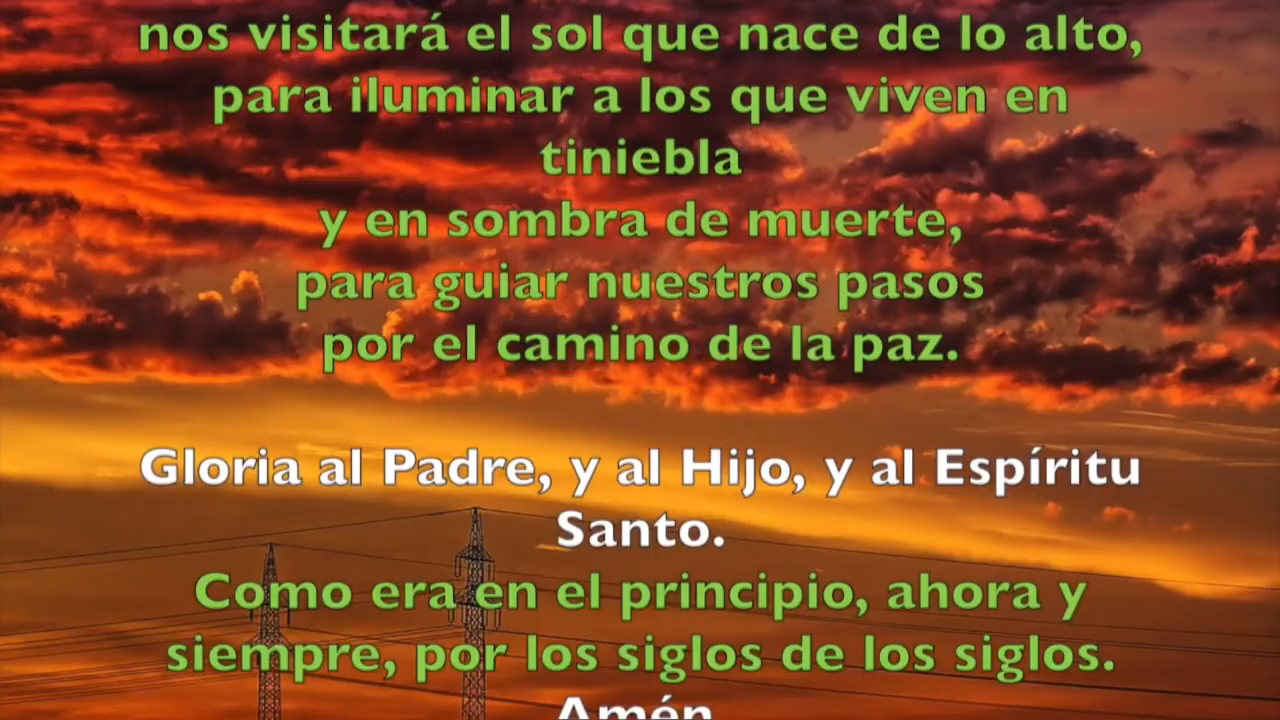 nos visitará el sol que nace de lo alto,
para iluminar a los que viven en
tiniebla
y en sombra de muerte,
para guiar nuestros pasos
por el camino de la paz.
Gloria al Padre, y al Hijo, y al Espíritu
Santo.
Como era en el principio, ahora y
siempre, por los siglos de los siglos.
Amén